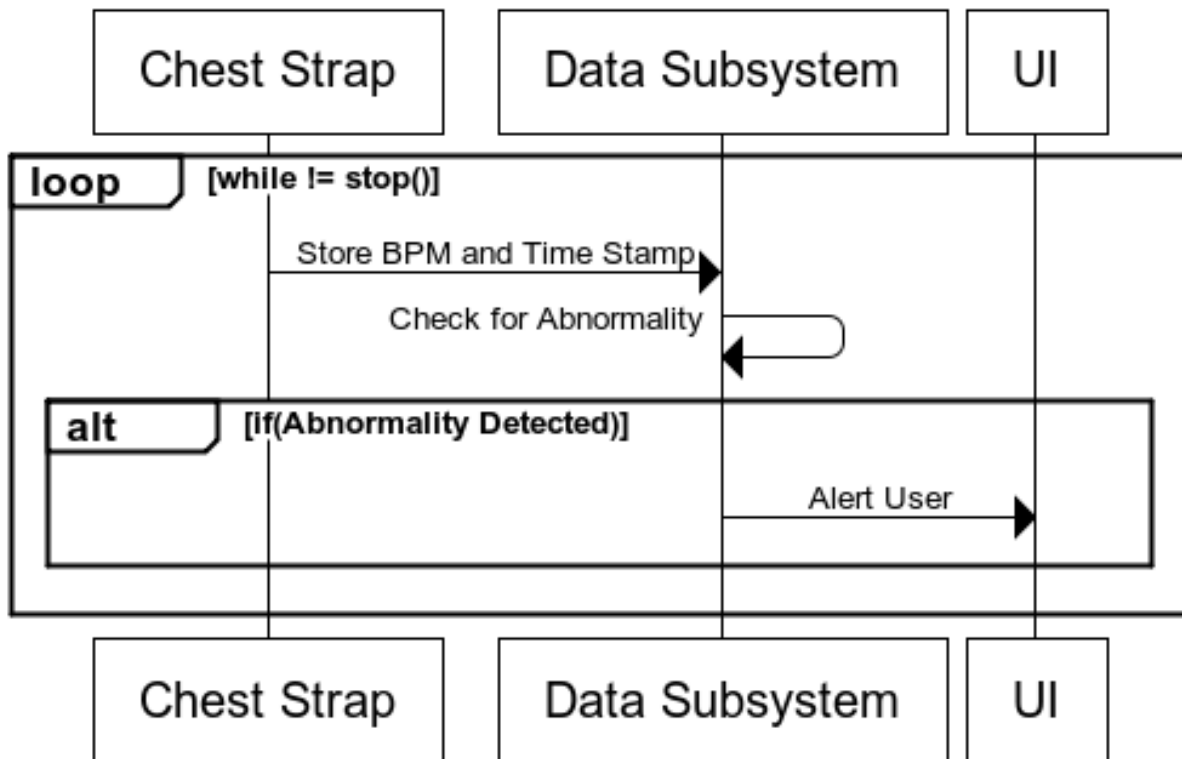 Chest Strap
Data Subsystem
UI
loop
[while != stop()]
Store BPM and Time Stamp
Check for Abnormality
alt
[if(Abnormality Detected)]
Alert User
Chest Strap
Data Subsystem
UI